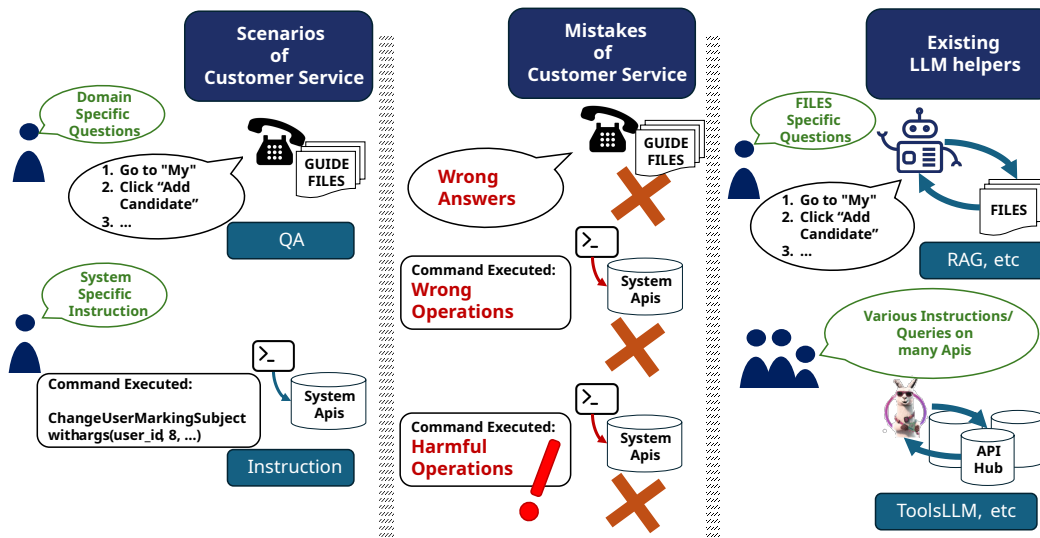 Scenarios
of
Customer Service
Domain
Specific
Questions
1. Go to "My"
2. Click “Add
Candidate”
3. ...
GUIDE
FILES
QA
System
Specific
Instruction
>_
Command Executed:
ChangeUserMarkingSubject
withargs(user_id, 8, ...)
System
Apis
Instruction
Mistakes
of
Customer Service
Wrong
Answers
GUIDE
FILES
>_
Command Executed:
Wrong
Operations
System
Apis
>_
Command Executed:
Harmful
Operations
System
Apis
Existing
LLM helpers
FILES
Specific
Questions
1. Go to "My"
2. Click “Add
Candidate”
3. ...
FILES
RAG, etc
Various Instructions/
Queries on
many Apis
API
Hub
ToolsLLM, etc